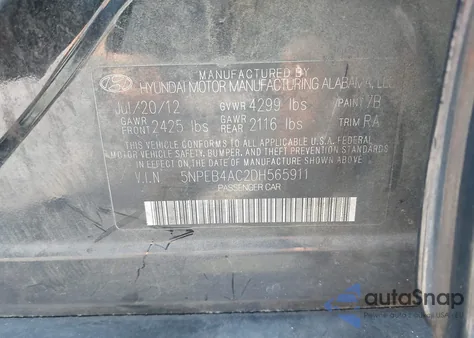 MANUFACTURED BY
HYUNDAI MOTOR MANUFACTURING ALABAMA, LLC
JUl/20/12 GVWR 4299 lbs PAINT 7B
GAWR FRONT 2425 lbs GAWR REAR 2116 lbs TRIM RA
THIS VEHICLE CONFORMS TO ALL APPLICABLE U.S.A. FEDERAL
MOTOR VEHICLE SAFETY, BUMPER, AND THEFT PREVENTION STANDARDS
IN EFFECT ON THE DATE OF MANUFACTURE SHOWN ABOVE.
V.I.N 5NPEB4AC2DH565911
PASSENGER CAR
autoSnap